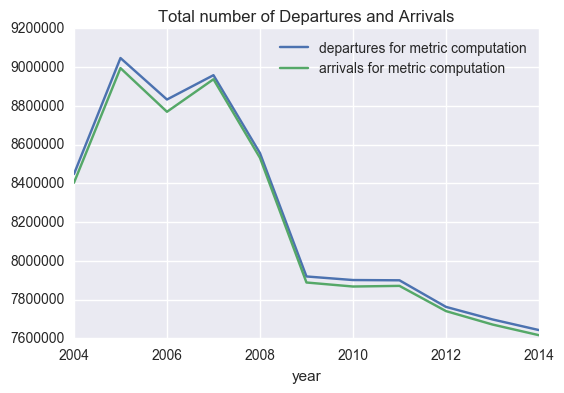 Total number of Departures and Arrivals
9200000
9000000
8800000
8600000
8400000
8200000
8000000
7800000
7600000
departures for metric computation
arrivals for metric computation
2004 2006 2008 2010 2012 2014
year